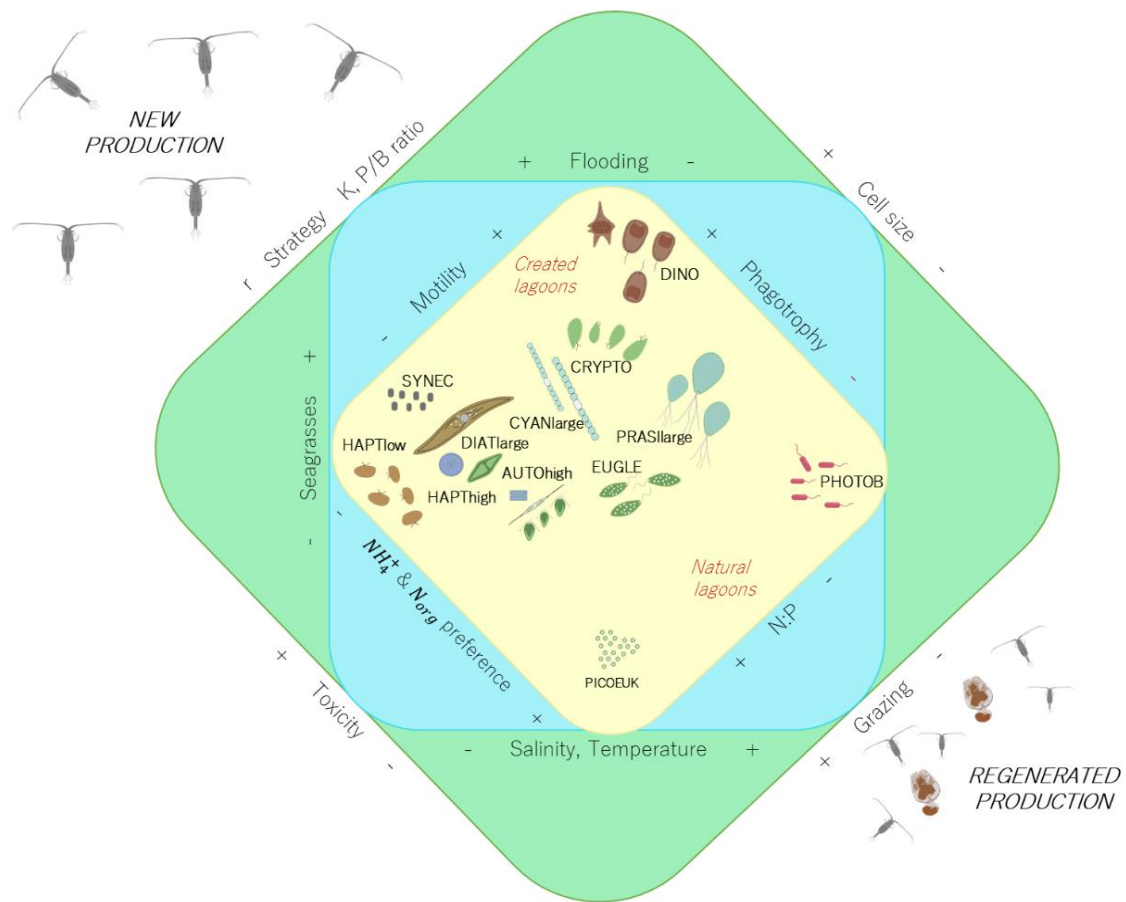 NEW
PRODUCTION
r Strategy K, P/B ratio
+ Flooding -
+ Cell size -
- Motility +
+ Phagotrophy -
Created
lagoons
DINO
CRYPTO
SYNEC
CYANlarge
PRASIlarge
HAPTlow
DIATlarge
AUTOhigh
EUGLE
HAPThigh
PHOTOB
- Seagrasses +
- NH₄⁺ & Nₒᵣg preference +
Natural
lagoons
+ N:P -
PICOEUK
+ Toxicity -
- Salinity, Temperature +
+ Grazing -
REGENERATED
PRODUCTION